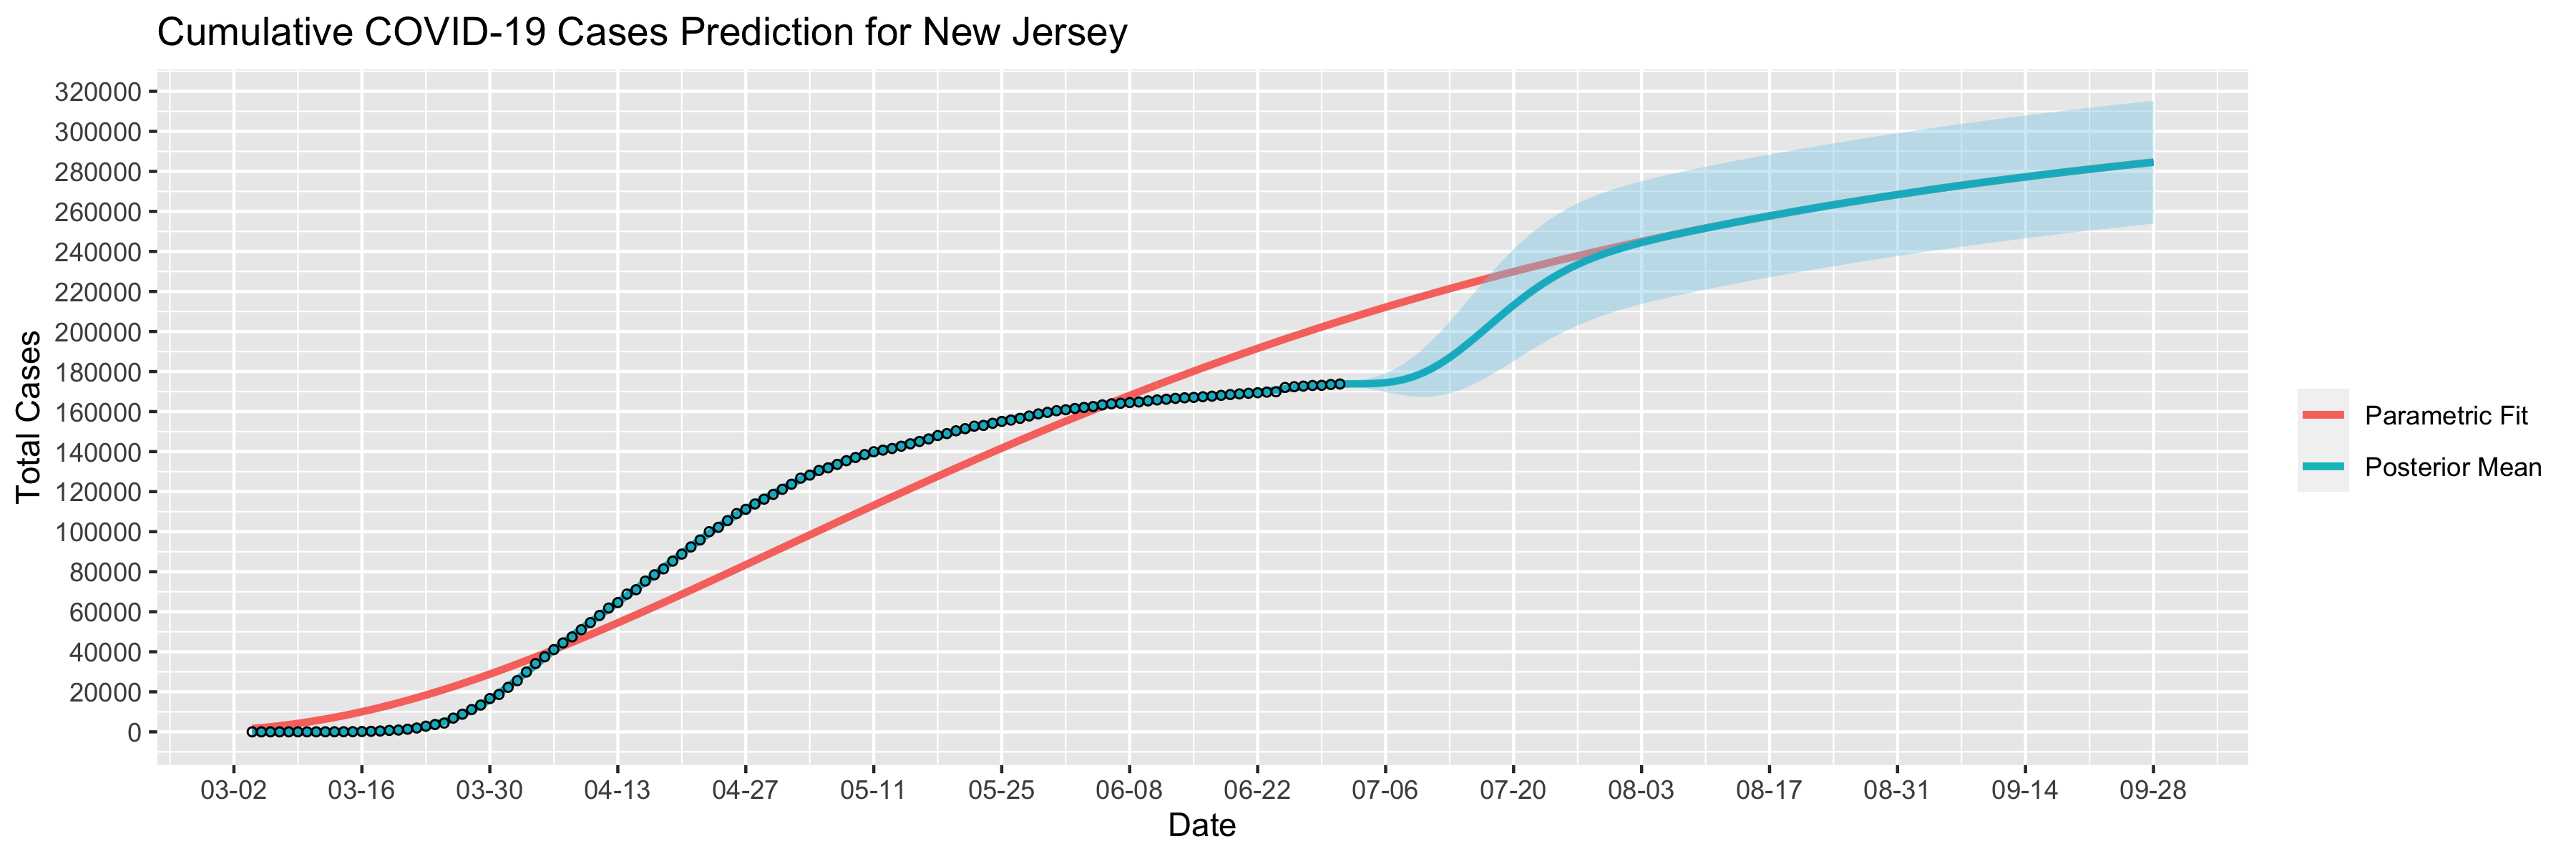 Cumulative COVID-19 Cases Prediction for New Jersey
320000
300000
280000
260000
240000
220000
200000
180000
160000
140000
120000
100000
80000
60000
40000
20000
0
Total Cases
03-02 03-16 03-30 04-13 04-27 05-11 05-25 06-08 06-22 07-06 07-20 08-03 08-17 08-31 09-14 09-28
Date
Parametric Fit
Posterior Mean